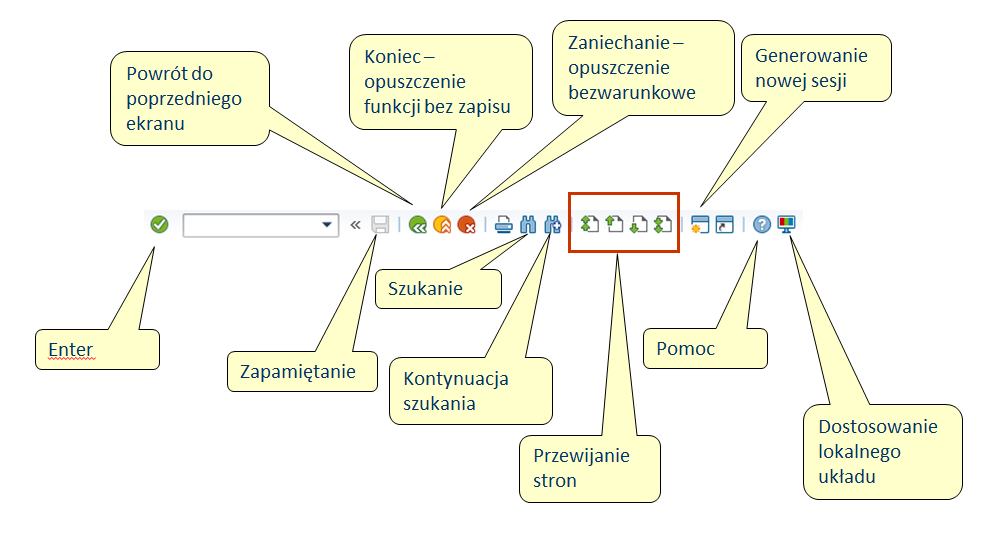 Powrót do
poprzedniego
ekranu
Koniec –
opuszczenie
funkcji bez zapisu
Zaniechanie –
opuszczenie
bezwarunkowe
Generowanie
nowej sesji
Szukanie
Enter
Zapamiętanie
Kontynuacja
szukania
Pomoc
Przewijanie
stron
Dostosowanie
lokalnego
układu